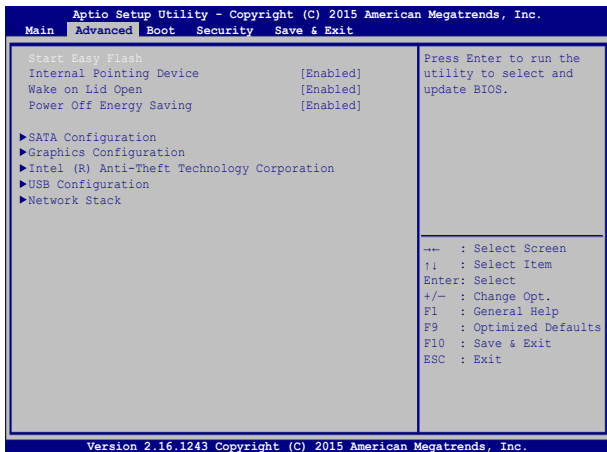 Aptio Setup Utility - Copyright (C) 2015 American Megatrends, Inc.
Main Advanced Boot Security Save & Exit
Start Easy Flash
Internal Pointing Device [Enabled]
Wake on Lid Open [Enabled]
Power Off Energy Saving [Enabled]
▶SATA Configuration
▶Graphics Configuration
▶Intel (R) Anti-Theft Technology Corporation
▶USB Configuration
▶Network Stack
Press Enter to run the
utility to select and
update BIOS.
→← : Select Screen
↑↓ : Select Item
Enter: Select
+/— : Change Opt.
F1 : General Help
F9 : Optimized Defaults
F10 : Save & Exit
ESC : Exit
Version 2.16.1243 Copyright (C) 2015 American Megatrends, Inc.